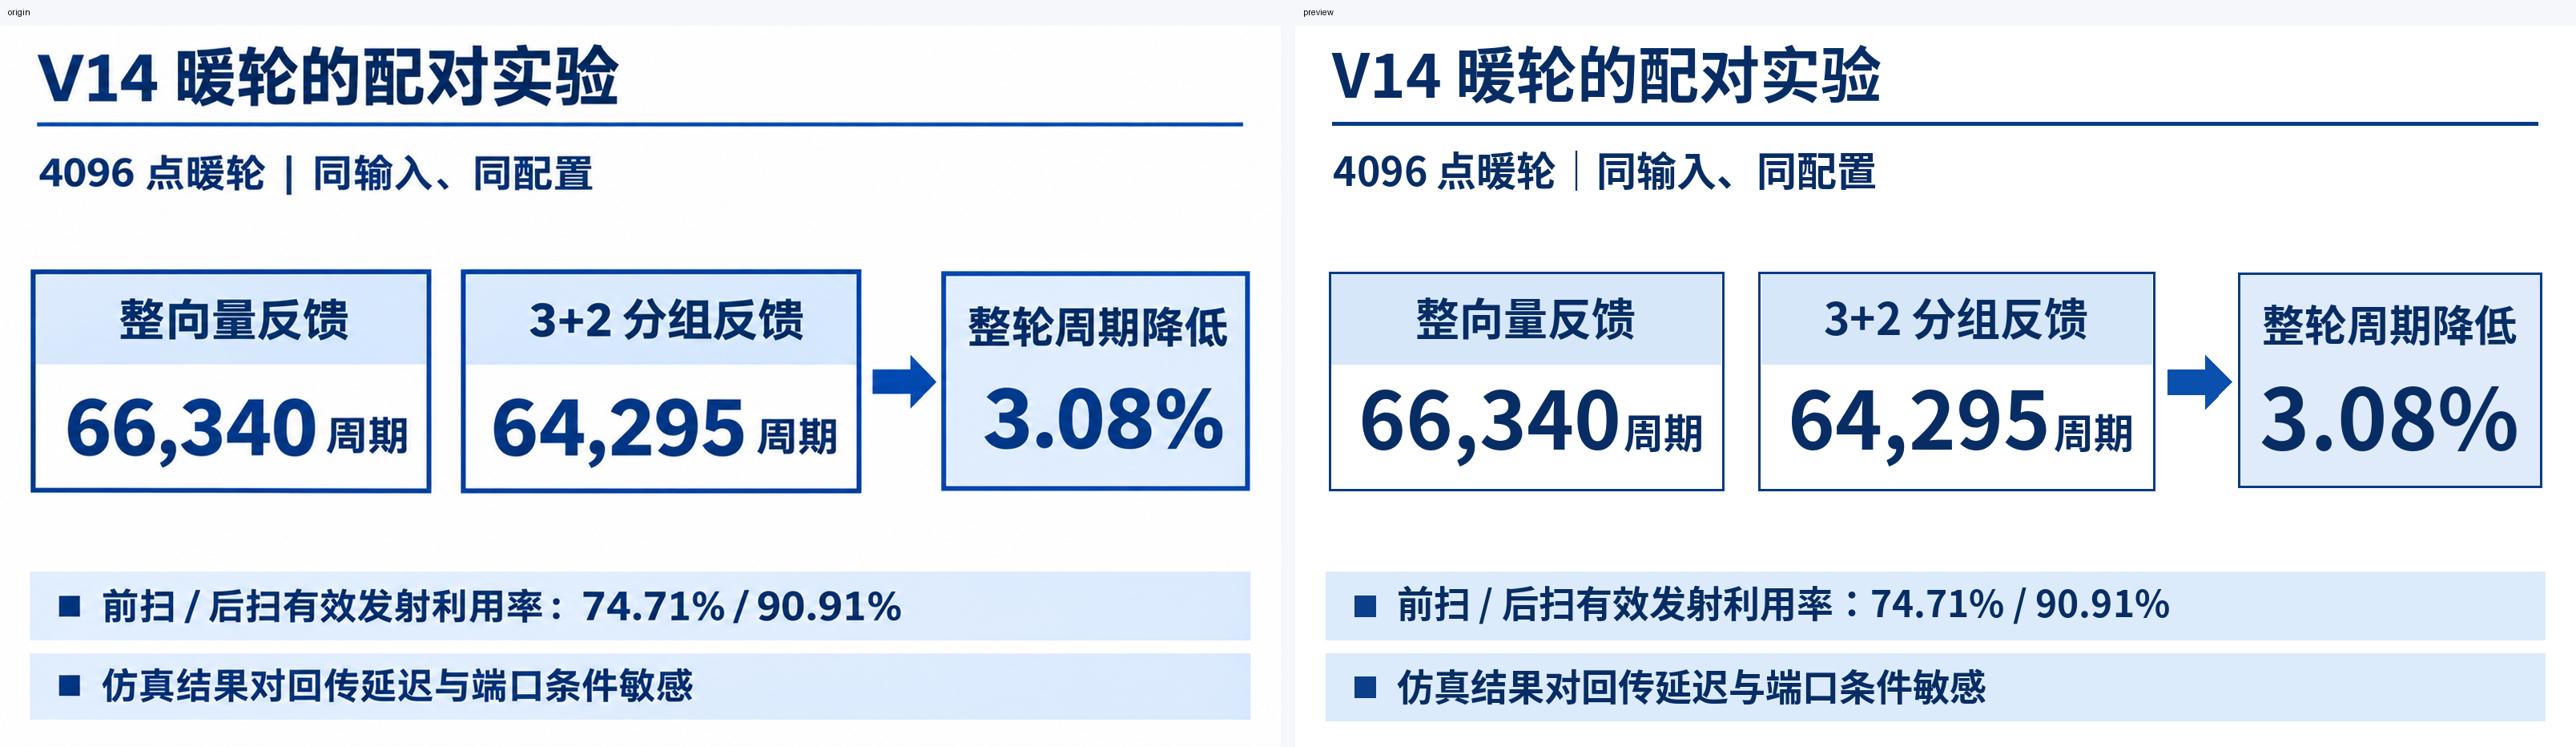 origin
V14 暖轮的配对实验
4096 点暖轮 | 同输入、同配置
整向量反馈
66,340 周期
3+2 分组反馈
64,295 周期
整轮周期降低
3.08%
■ 前扫 / 后扫有效发射利用率：74.71% / 90.91%
■ 仿真结果对回传延迟与端口条件敏感
preview
V14 暖轮的配对实验
4096 点暖轮｜同输入、同配置
整向量反馈
66,340 周期
3+2 分组反馈
64,295 周期
整轮周期降低
3.08%
■ 前扫 / 后扫有效发射利用率：74.71% / 90.91%
■ 仿真结果对回传延迟与端口条件敏感